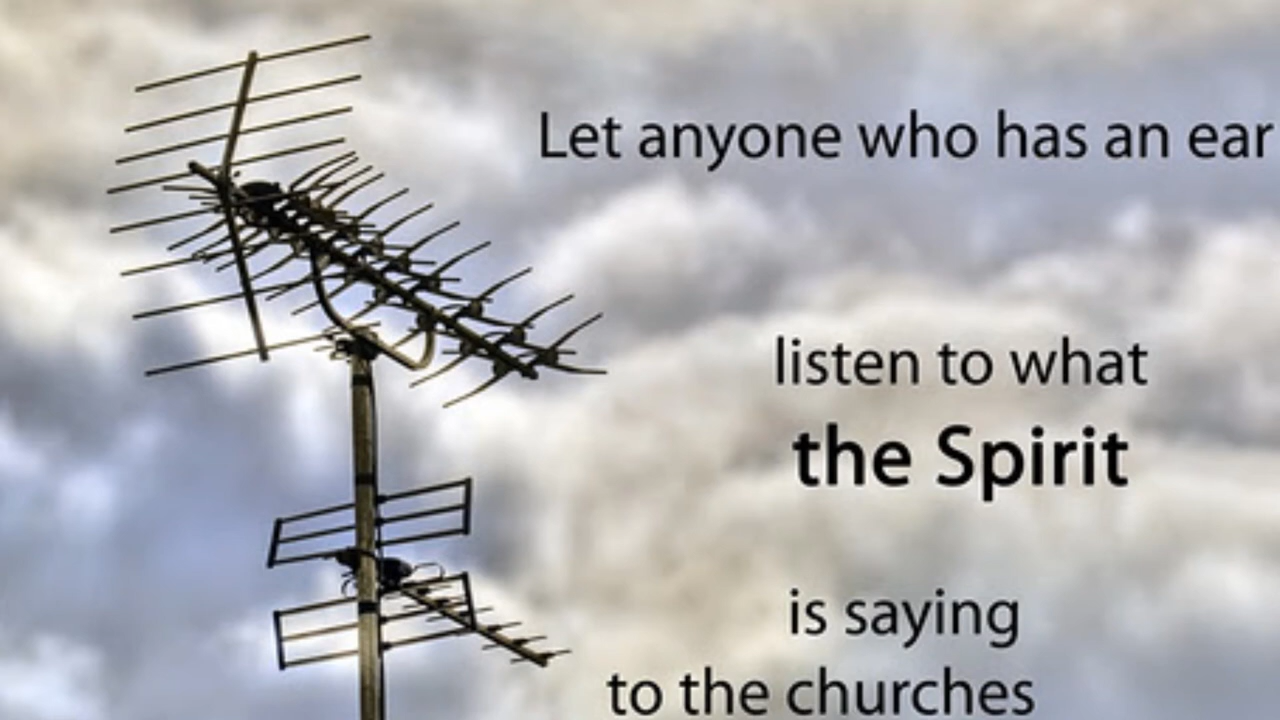 Let anyone who has an ear
listen to what
the Spirit
is saying
to the churches